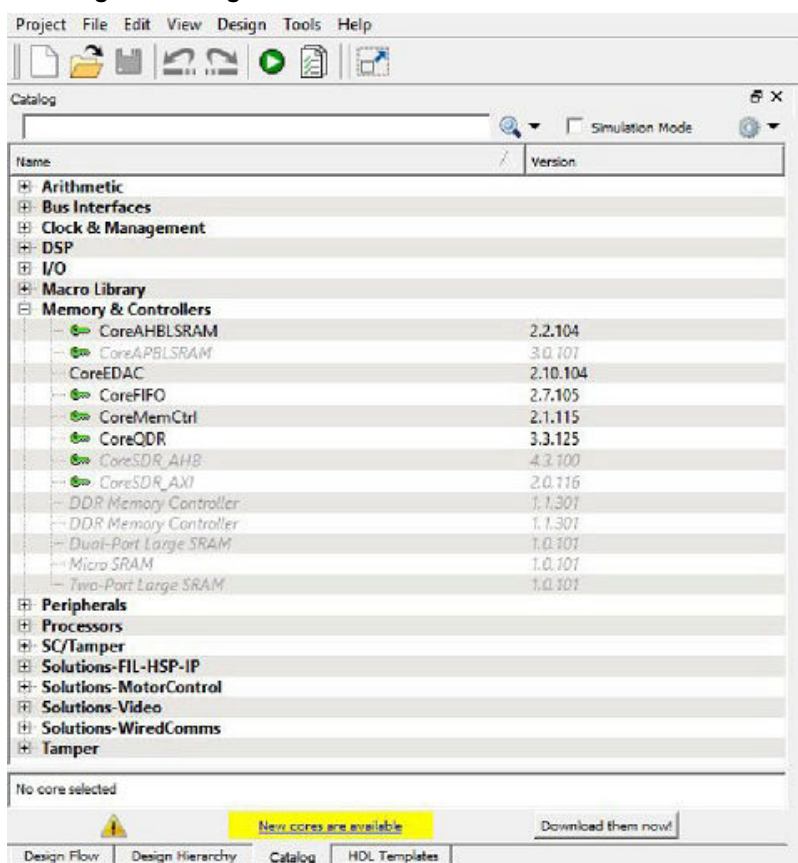 Project File Edit View Design Tools Help
Catalog
Simulation Mode
Name Version
Arithmetic
Bus Interfaces
Clock & Management
DSP
I/O
Macro Library
Memory & Controllers
CoreAHBLSRAM 2.2.104
CoreAPBLSRAM 3.0.101
CoreEDAC 2.10.104
CoreFIFO 2.7.105
CoreMemCtrl 2.1.115
CoreQDR 3.3.125
CoreSDR_AHB 4.3.100
CoreSDR_AXI 2.0.116
DDR Memory Controller 1.1.301
DDR Memory Controller 1.1.301
Dual-Port Large SRAM 1.0.101
Micro SRAM 1.0.101
Two-Port Large SRAM 1.0.101
Peripherals
Processors
SC/Tamper
Solutions-FIL-HSP-IP
Solutions-MotorControl
Solutions-Video
Solutions-WiredComms
Tamper
No core selected
New cores are available Download them now!
Design Flow Design Hierarchy Catalog HDL Templates